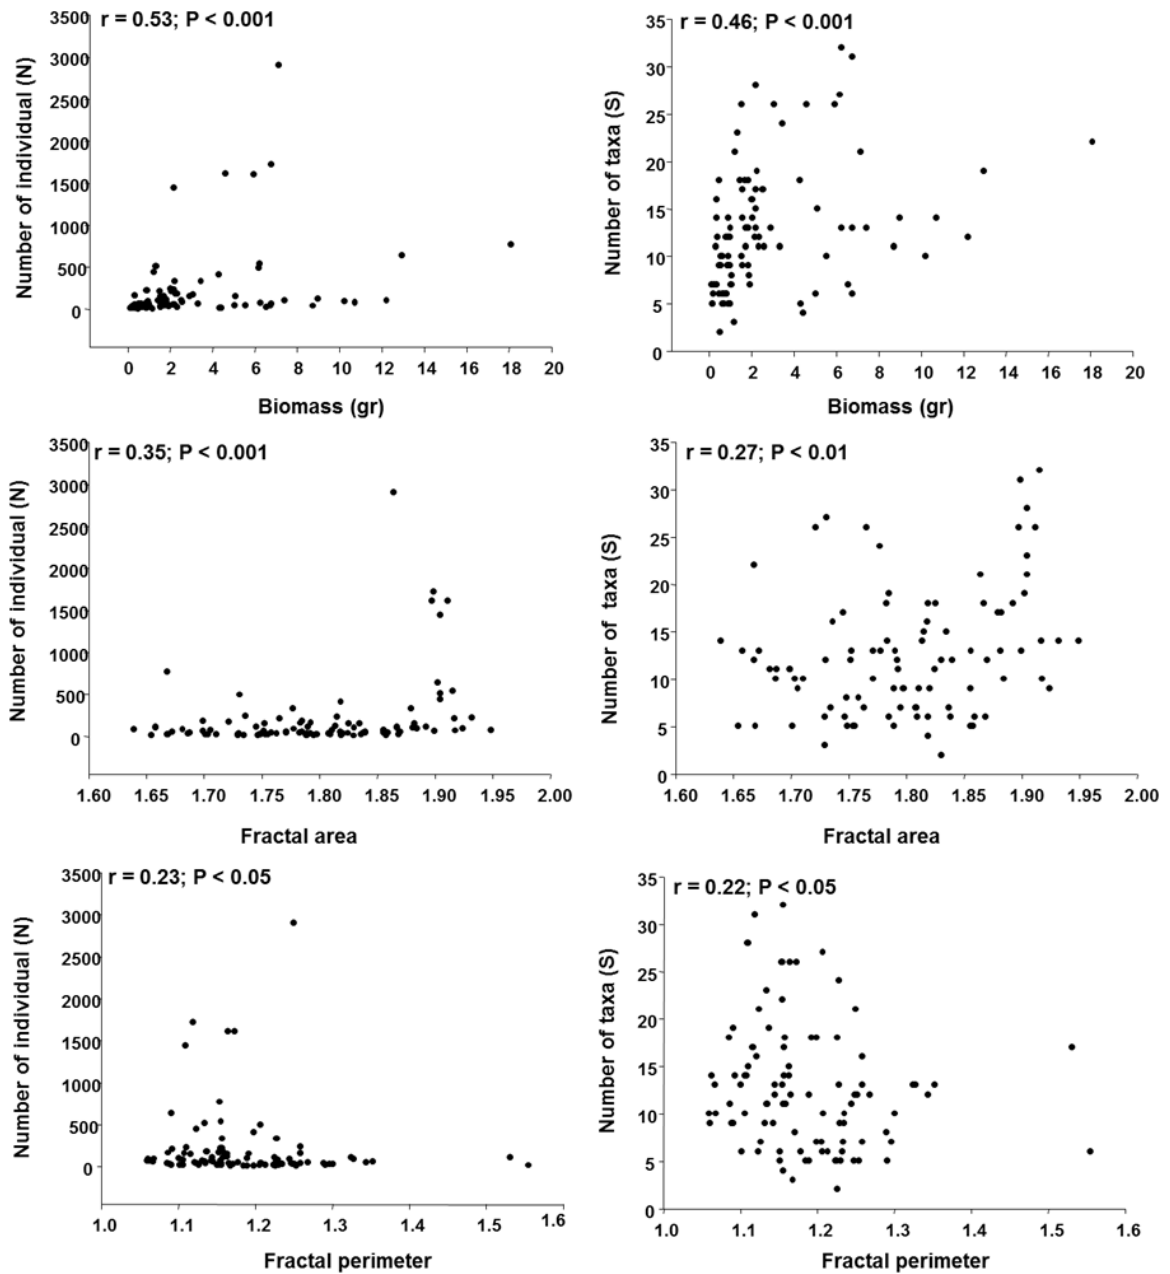 r = 0.53; P < 0.001
3500
3000
2500
2000
1500
1000
500
0
Number of individual (N)
0 2 4 6 8 10 12 14 16 18 20
Biomass (gr)
r = 0.46; P < 0.001
35
30
25
20
15
10
5
0
Number of taxa (S)
0 2 4 6 8 10 12 14 16 18 20
Biomass (gr)
r = 0.35; P < 0.001
3500
3000
2500
2000
1500
1000
500
0
Number of individual (N)
1.60 1.65 1.70 1.75 1.80 1.85 1.90 1.95 2.00
Fractal area
r = 0.27; P < 0.01
35
30
25
20
15
10
5
0
Number of taxa (S)
1.60 1.65 1.70 1.75 1.80 1.85 1.90 1.95 2.00
Fractal area
r = 0.23; P < 0.05
3500
3000
2500
2000
1500
1000
500
0
Number of individual (N)
1.0 1.1 1.2 1.3 1.4 1.5 1.6
Fractal perimeter
r = 0.22; P < 0.05
35
30
25
20
15
10
5
0
Number of taxa (S)
1.0 1.1 1.2 1.3 1.4 1.5 1.6
Fractal perimeter